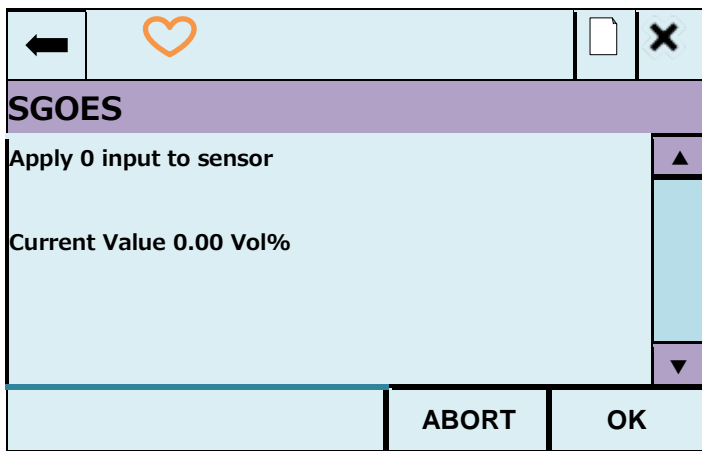 SGOES
Apply 0 input to sensor
Current Value 0.00 Vol%
ABORT OK